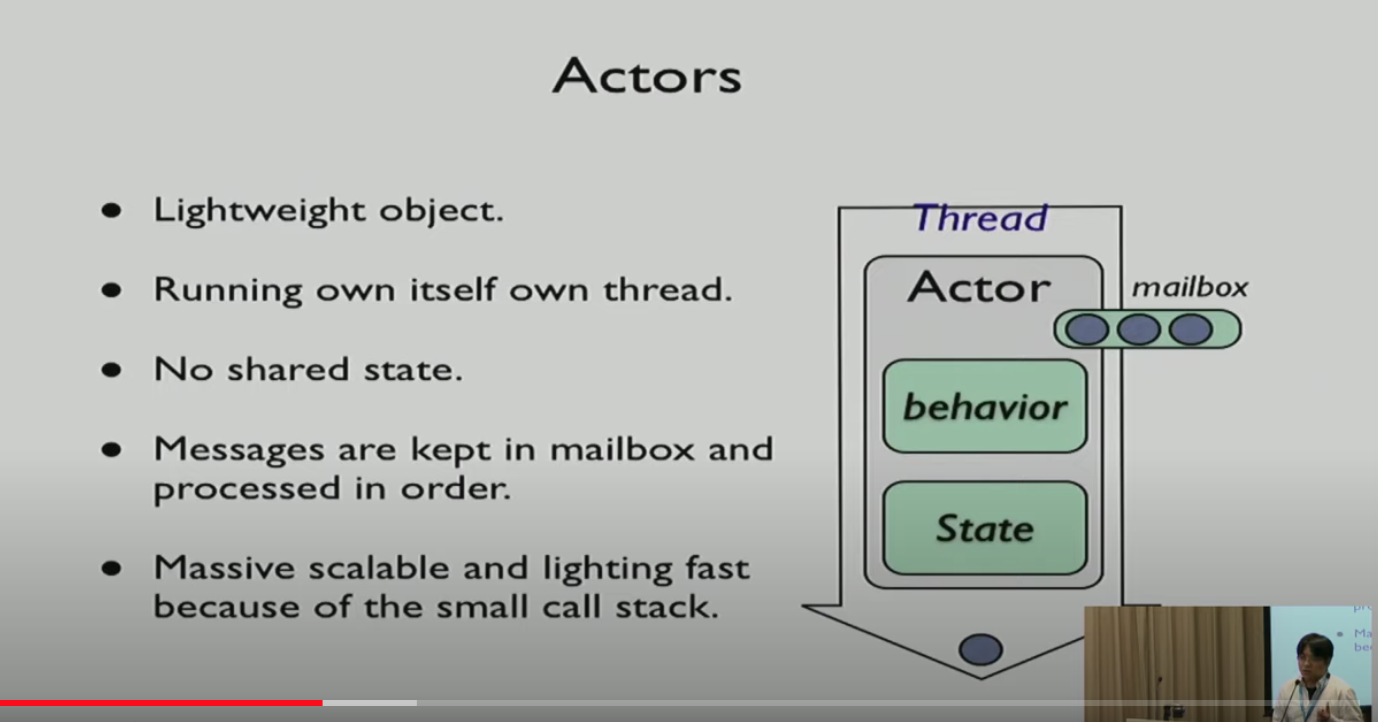 Actors
Lightweight object.
Running own itself own thread.
No shared state.
Messages are kept in mailbox and
processed in order.
Massive scalable and lighting fast
because of the small call stack.
Thread
Actor
mailbox
behavior
State
Ma